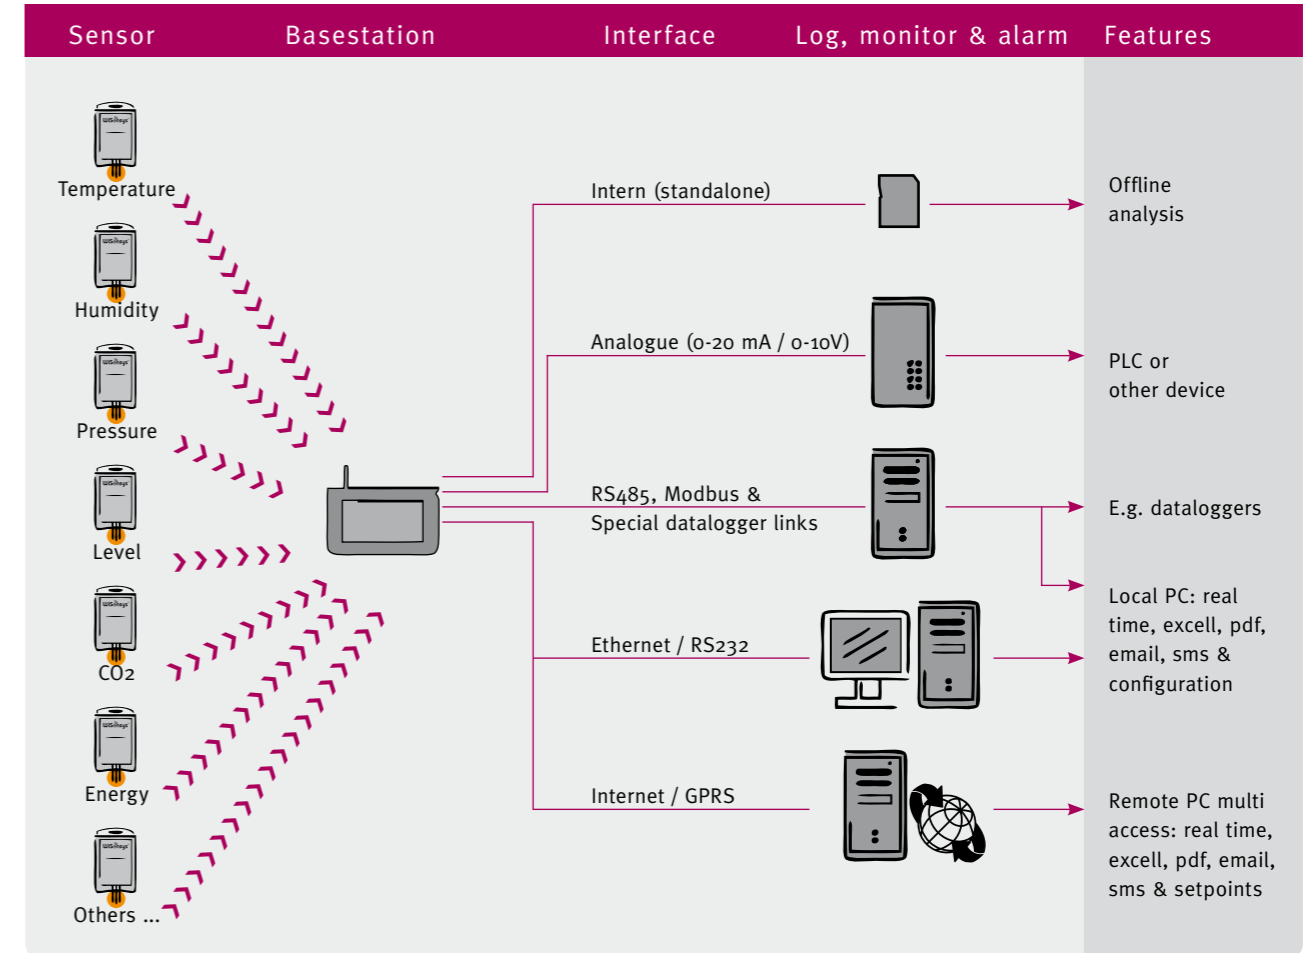 Sensor
Basestation
Interface
Log, monitor & alarm
Features
Temperature
Humidity
Pressure
Level
CO2
Energy
Others ...
Intern (standalone)
Analogue (0-20 mA / 0-10V)
RS485, Modbus &
Special datalogger links
Ethernet / RS232
Internet / GPRS
Offline
analysis
PLC or
other device
E.g. dataloggers
Local PC: real
time, excell, pdf,
email, sms &
configuration
Remote PC multi
access: real time,
excell, pdf, email,
sms & setpoints